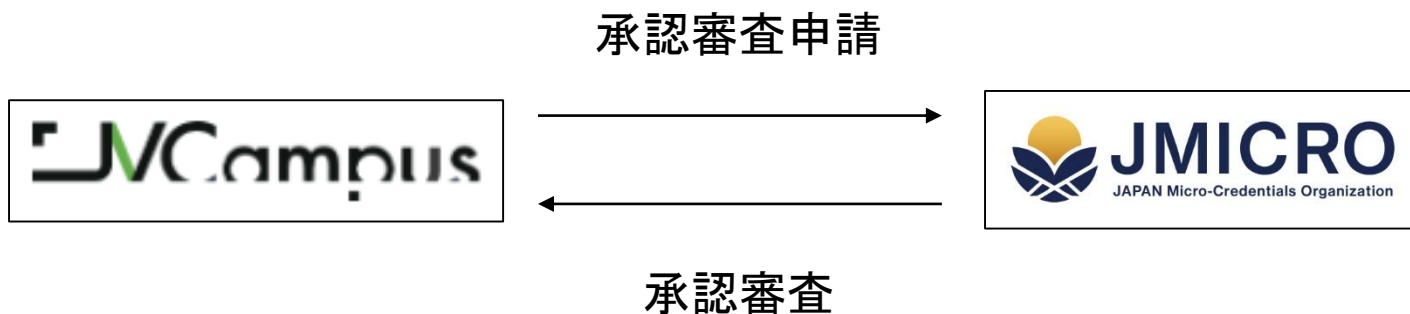 承認審査申請
JVCampus
JMICRO
JAPAN Micro-Credentials Organization
承認審査